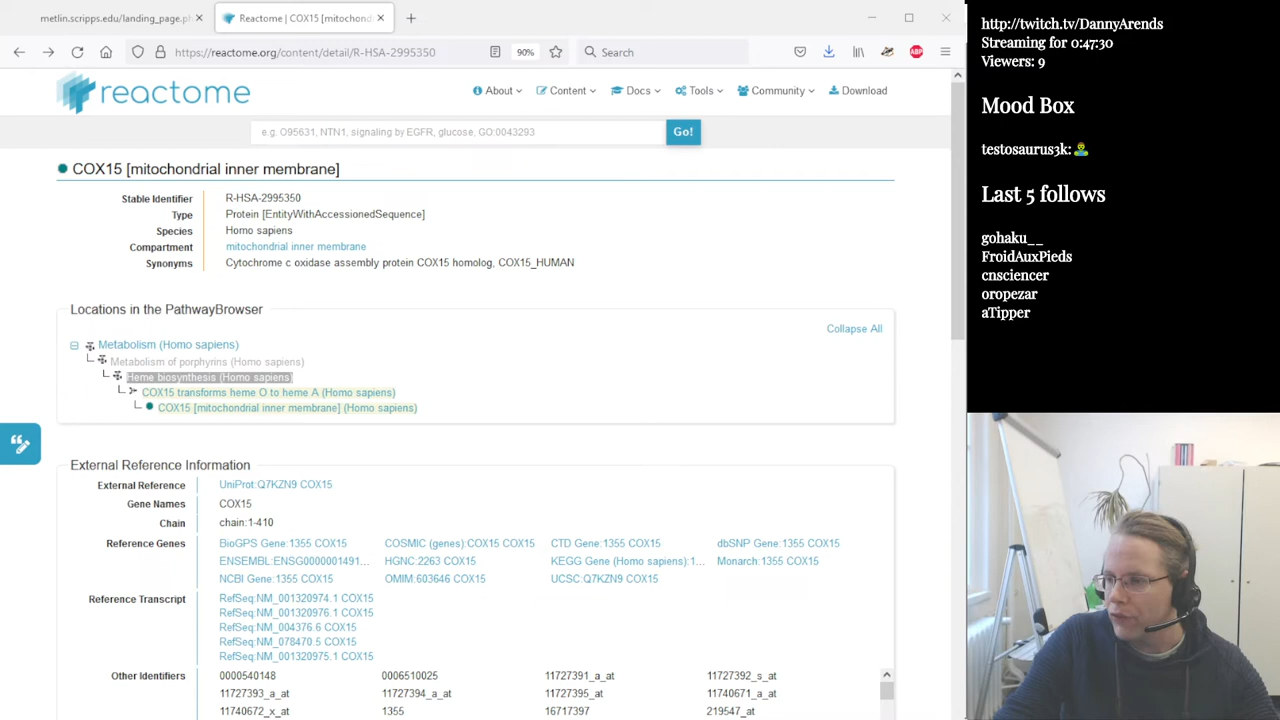 metlin.scripps.edu/landing_page.ph
Reactome | COX15 [mitochond
https://reactome.org/content/detail/R-HSA-2995350
90%
Search
ABP
reactome
About
Content
Docs
Tools
Community
Download
e.g. O95631, NTN1, signaling by EGFR, glucose, GO:0043293
Go!
COX15 [mitochondrial inner membrane]
Stable Identifier R-HSA-2995350
Type Protein [EntityWithAccessionedSequence]
Species Homo sapiens
Compartment mitochondrial inner membrane
Synonyms Cytochrome c oxidase assembly protein COX15 homolog, COX15_HUMAN
Locations in the PathwayBrowser
Collapse All
Metabolism (Homo sapiens)
Metabolism of porphyrins (Homo sapiens)
Heme biosynthesis (Homo sapiens)
COX15 transforms heme O to heme A (Homo sapiens)
COX15 [mitochondrial inner membrane] (Homo sapiens)
External Reference Information
External Reference UniProt:Q7KZN9 COX15
Gene Names COX15
Chain chain:1-410
Reference Genes BioGPS Gene:1355 COX15 COSMIC (genes):COX15 COX15 CTD Gene:1355 COX15 dbSNP Gene:1355 COX15
ENSEMBL:ENSG0000001491... HGNC:2263 COX15 KEGG Gene (Homo sapiens):1... Monarch:1355 COX15
NCBI Gene:1355 COX15 OMIM:603646 COX15 UCSC:Q7KZN9 COX15
Reference Transcript RefSeq:NM_001320974.1 COX15
RefSeq:NM_001320976.1 COX15
RefSeq:NM_004376.6 COX15
RefSeq:NM_078470.5 COX15
RefSeq:NM_001320975.1 COX15
Other Identifiers 0000540148 0006510025 11727391_a_at 11727392_s_at
11727393_a_at 11727394_a_at 11727395_at 11740671_a_at
11740672_x_at 1355 16717397 219547_at
http://twitch.tv/DannyArends
Streaming for 0:47:30
Viewers: 9
Mood Box
testosaurus3k:
Last 5 follows
gohaku__
FroidAuxPieds
cnsciencer
oropezar
aTipper